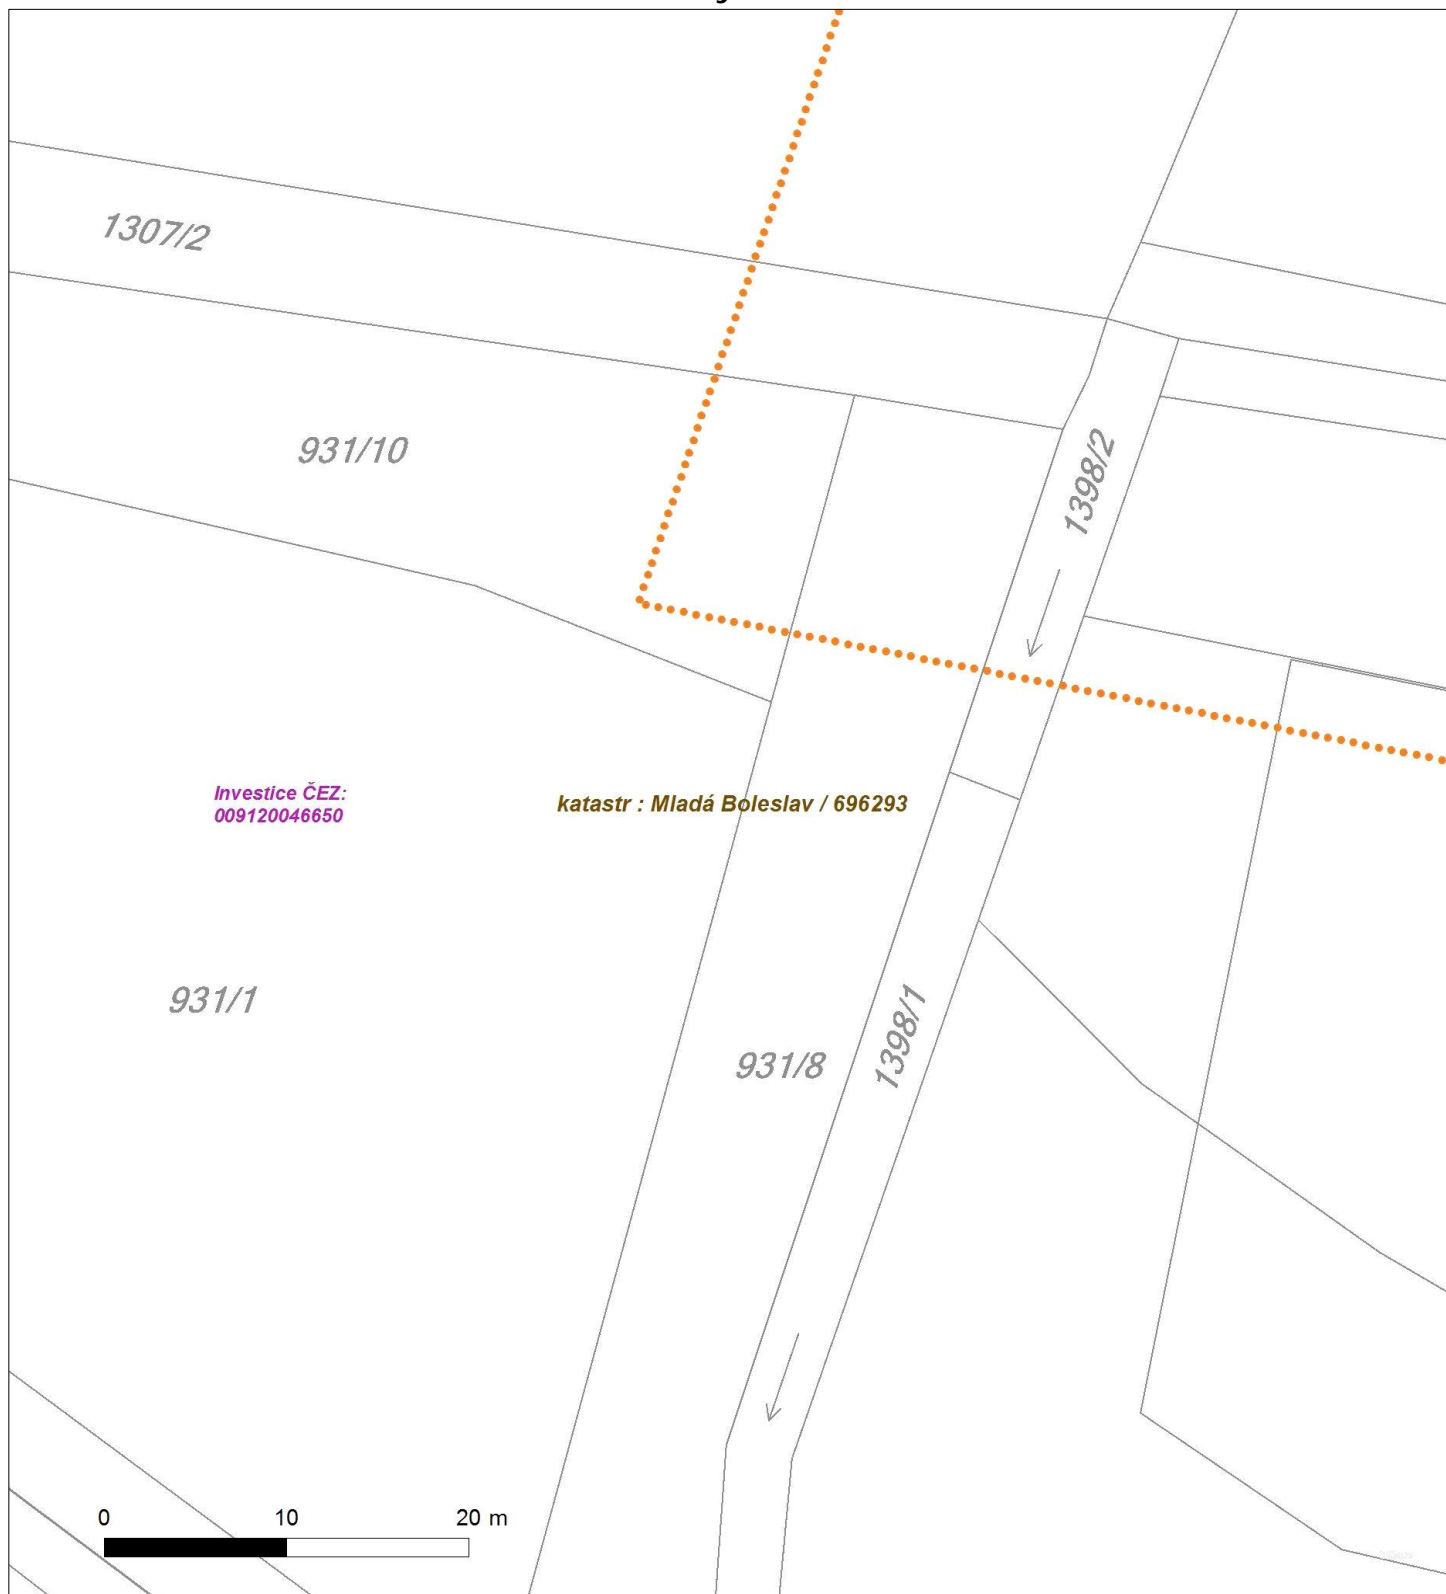 1307/2
931/10
1398/2
Investice ČEZ:
009120046650
katastr : Mladá Boleslav / 696293
931/1
1398/1
931/8
0 10 20 m